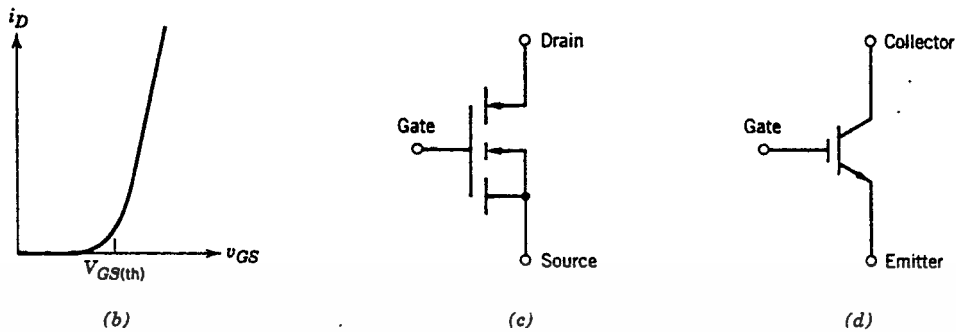 i_D
v_GS
V_GS(th)
(b)
Drain
Gate
Source
(c)
Collector
Gate
Emitter
(d)